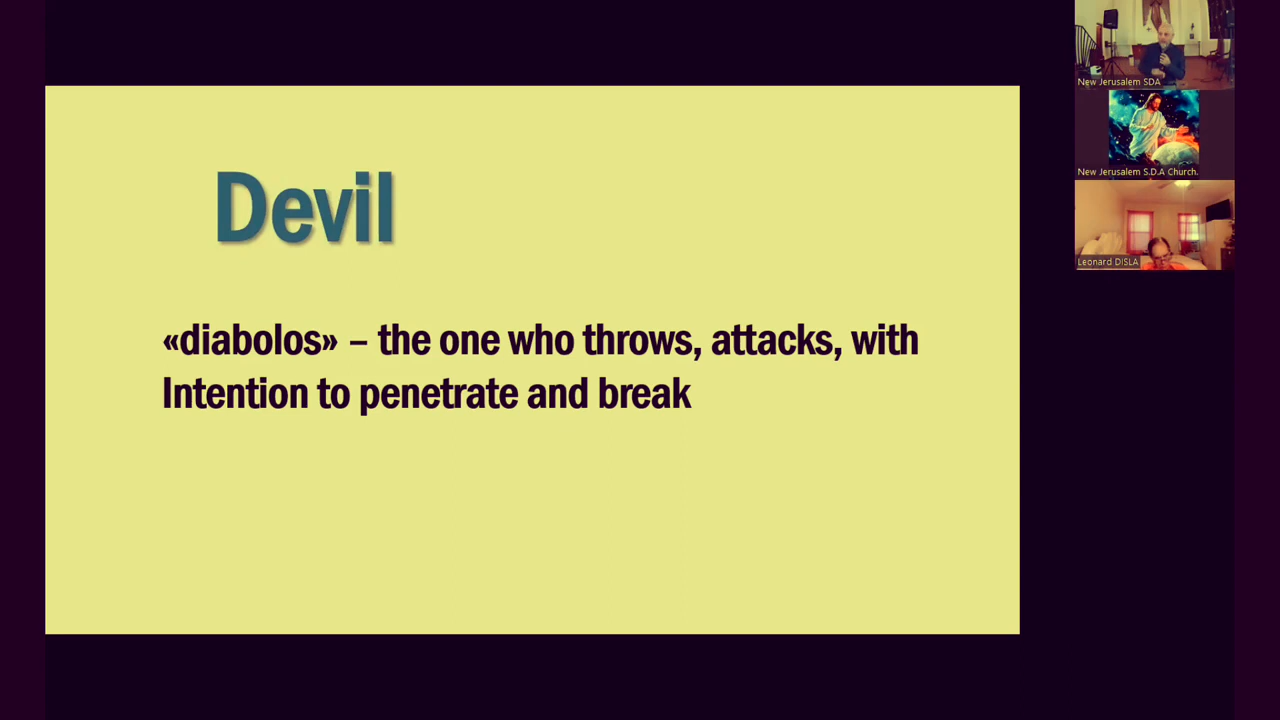 Devil
«diabolos» – the one who throws, attacks, with
Intention to penetrate and break
New Jerusalem SDA
New Jerusalem S.D.A Church.
Leonard DISLA